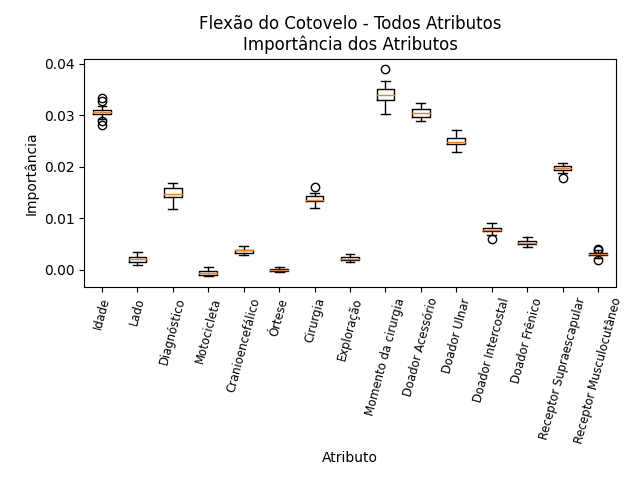 Flexão do Cotovelo - Todos Atributos
Importância dos Atributos
0.04
0.03
0.02
0.01
0.00
Importância
Idade
Lado
Diagnóstico
Motocicleta
Cranioencefálico
Órtese
Cirurgia
Exploração
Momento da cirurgia
Doador Acessório
Doador Ulnar
Doador Intercostal
Doador Frênico
Receptor Supraescapular
Receptor Musculocutâneo
Atributo